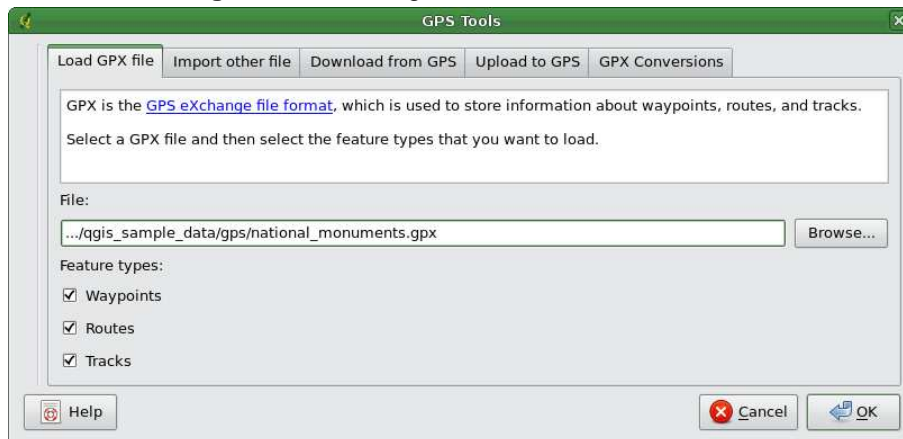 GPS Tools
Load GPX file Import other file Download from GPS Upload to GPS GPX Conversions
GPX is the GPS eXchange file format, which is used to store information about waypoints, routes, and tracks.
Select a GPX file and then select the feature types that you want to load.
File:
.../qgis_sample_data/gps/national_monuments.gpx Browse...
Feature types:
Waypoints
Routes
Tracks
Help Cancel OK